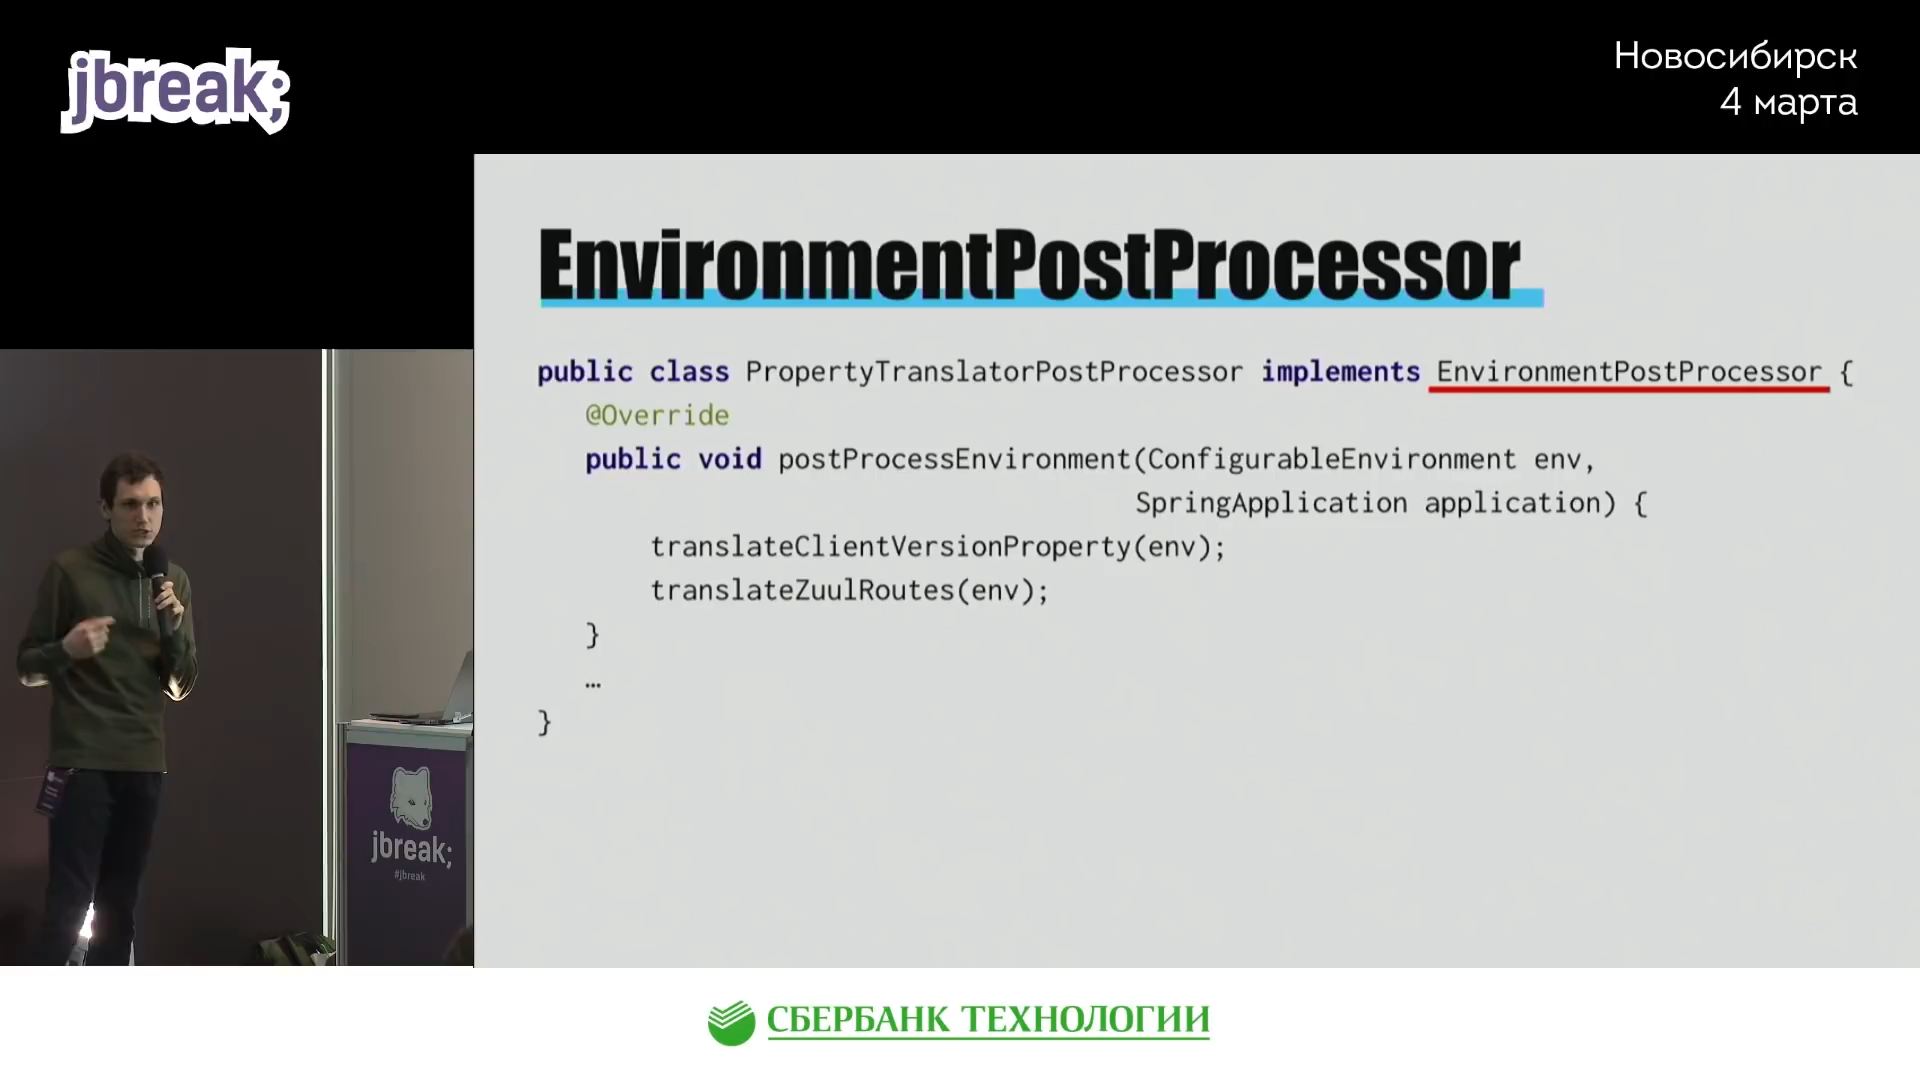 jbreak;
Новосибирск
4 марта
EnvironmentPostProcessor
public class PropertyTranslatorPostProcessor implements EnvironmentPostProcessor {
@Override
public void postProcessEnvironment(ConfigurableEnvironment env,
SpringApplication application) {
translateClientVersionProperty(env);
translateZuulRoutes(env);
}
…
}
jbreak;
#jbreak
СБЕРБАНК ТЕХНОЛОГИИ